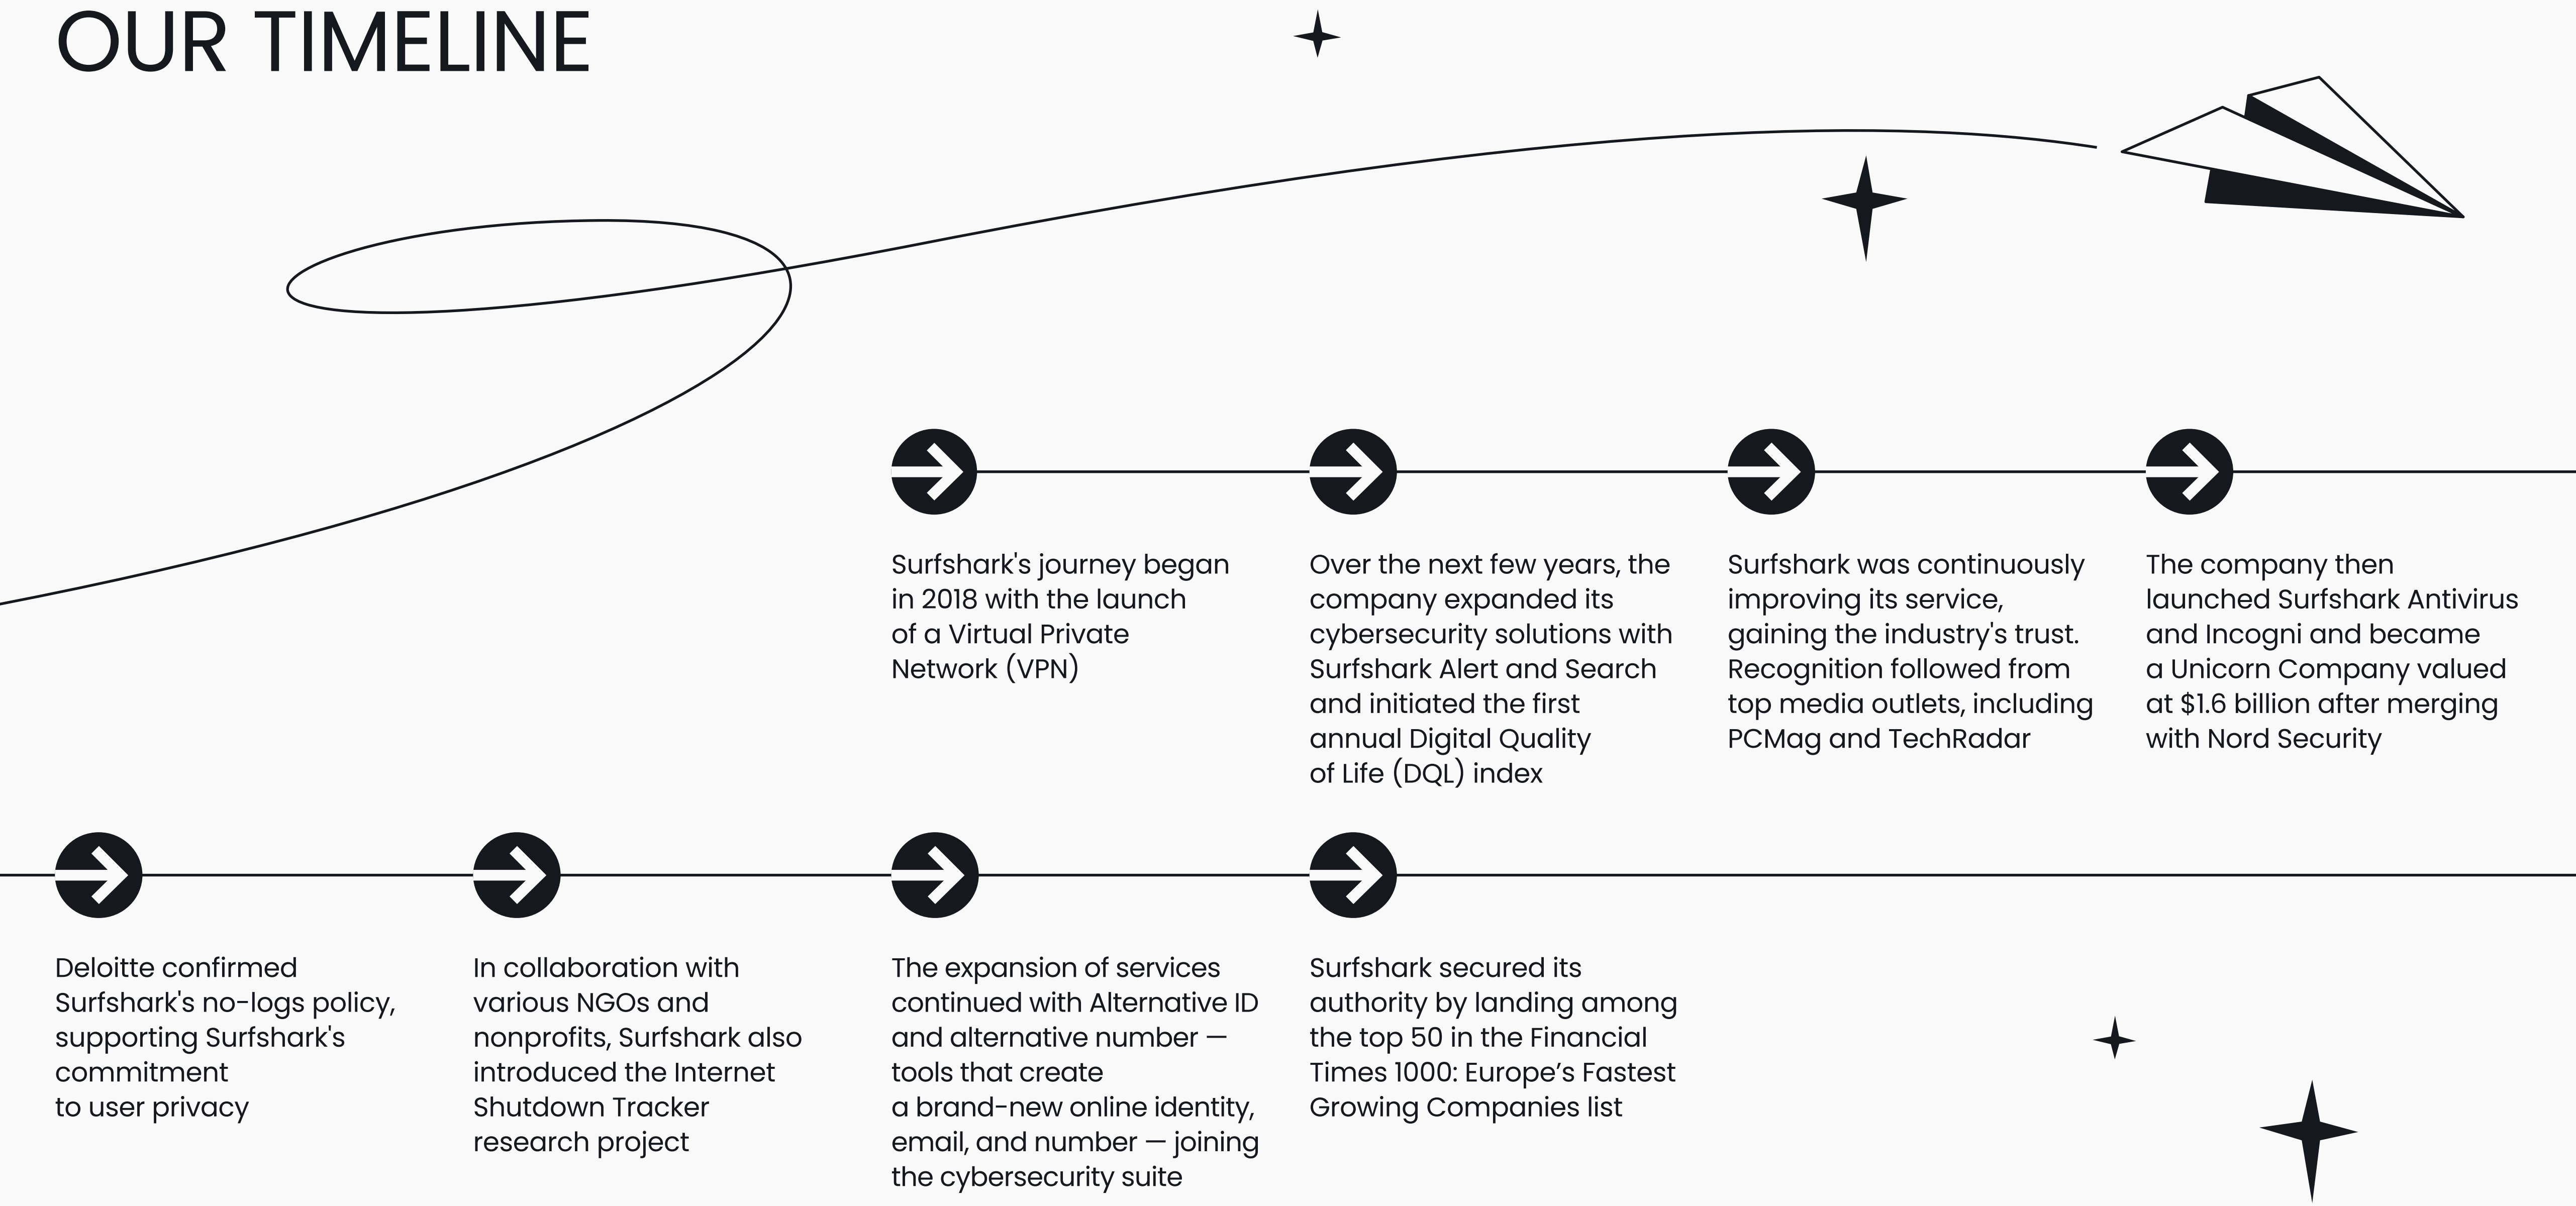 OUR TIMELINE
Surfshark's journey began
in 2018 with the launch
of a Virtual Private
Network (VPN)
Over the next few years, the
company expanded its
cybersecurity solutions with
Surfshark Alert and Search
and initiated the first
annual Digital Quality
of Life (DQL) index
Surfshark was continuously
improving its service,
gaining the industry's trust.
Recognition followed from
top media outlets, including
PCMag and TechRadar
The company then
launched Surfshark Antivirus
and Incogni and became
a Unicorn Company valued
at $1.6 billion after merging
with Nord Security
Deloitte confirmed
Surfshark's no-logs policy,
supporting Surfshark's
commitment
to user privacy
In collaboration with
various NGOs and
nonprofits, Surfshark also
introduced the Internet
Shutdown Tracker
research project
The expansion of services
continued with Alternative ID
and alternative number —
tools that create
a brand-new online identity,
email, and number — joining
the cybersecurity suite
Surfshark secured its
authority by landing among
the top 50 in the Financial
Times 1000: Europe’s Fastest
Growing Companies list